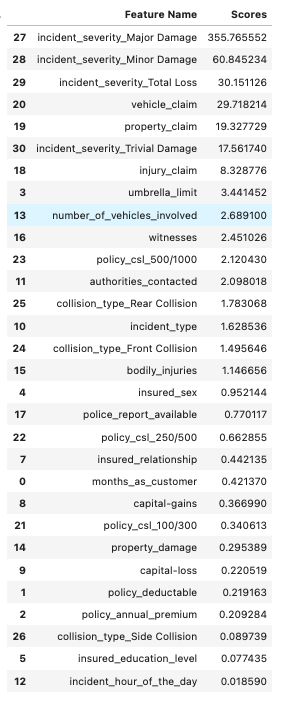 Feature Name Scores
27 incident_severity_Major Damage 355.765552
28 incident_severity_Minor Damage 60.845234
29 incident_severity_Total Loss 30.151126
20 vehicle_claim 29.718214
19 property_claim 19.327729
30 incident_severity_Trivial Damage 17.561740
18 injury_claim 8.328776
3 umbrella_limit 3.441452
13 number_of_vehicles_involved 2.689100
16 witnesses 2.451026
23 policy_csl_500/1000 2.120430
11 authorities_contacted 2.098018
25 collision_type_Rear Collision 1.783068
10 incident_type 1.628536
24 collision_type_Front Collision 1.495646
15 bodily_injuries 1.146656
4 insured_sex 0.952144
17 police_report_available 0.770117
22 policy_csl_250/500 0.662855
7 insured_relationship 0.442135
0 months_as_customer 0.421370
8 capital-gains 0.366990
21 policy_csl_100/300 0.340613
14 property_damage 0.295389
9 capital-loss 0.220519
1 policy_deductable 0.219163
2 policy_annual_premium 0.209284
26 collision_type_Side Collision 0.089739
5 insured_education_level 0.077435
12 incident_hour_of_the_day 0.018590